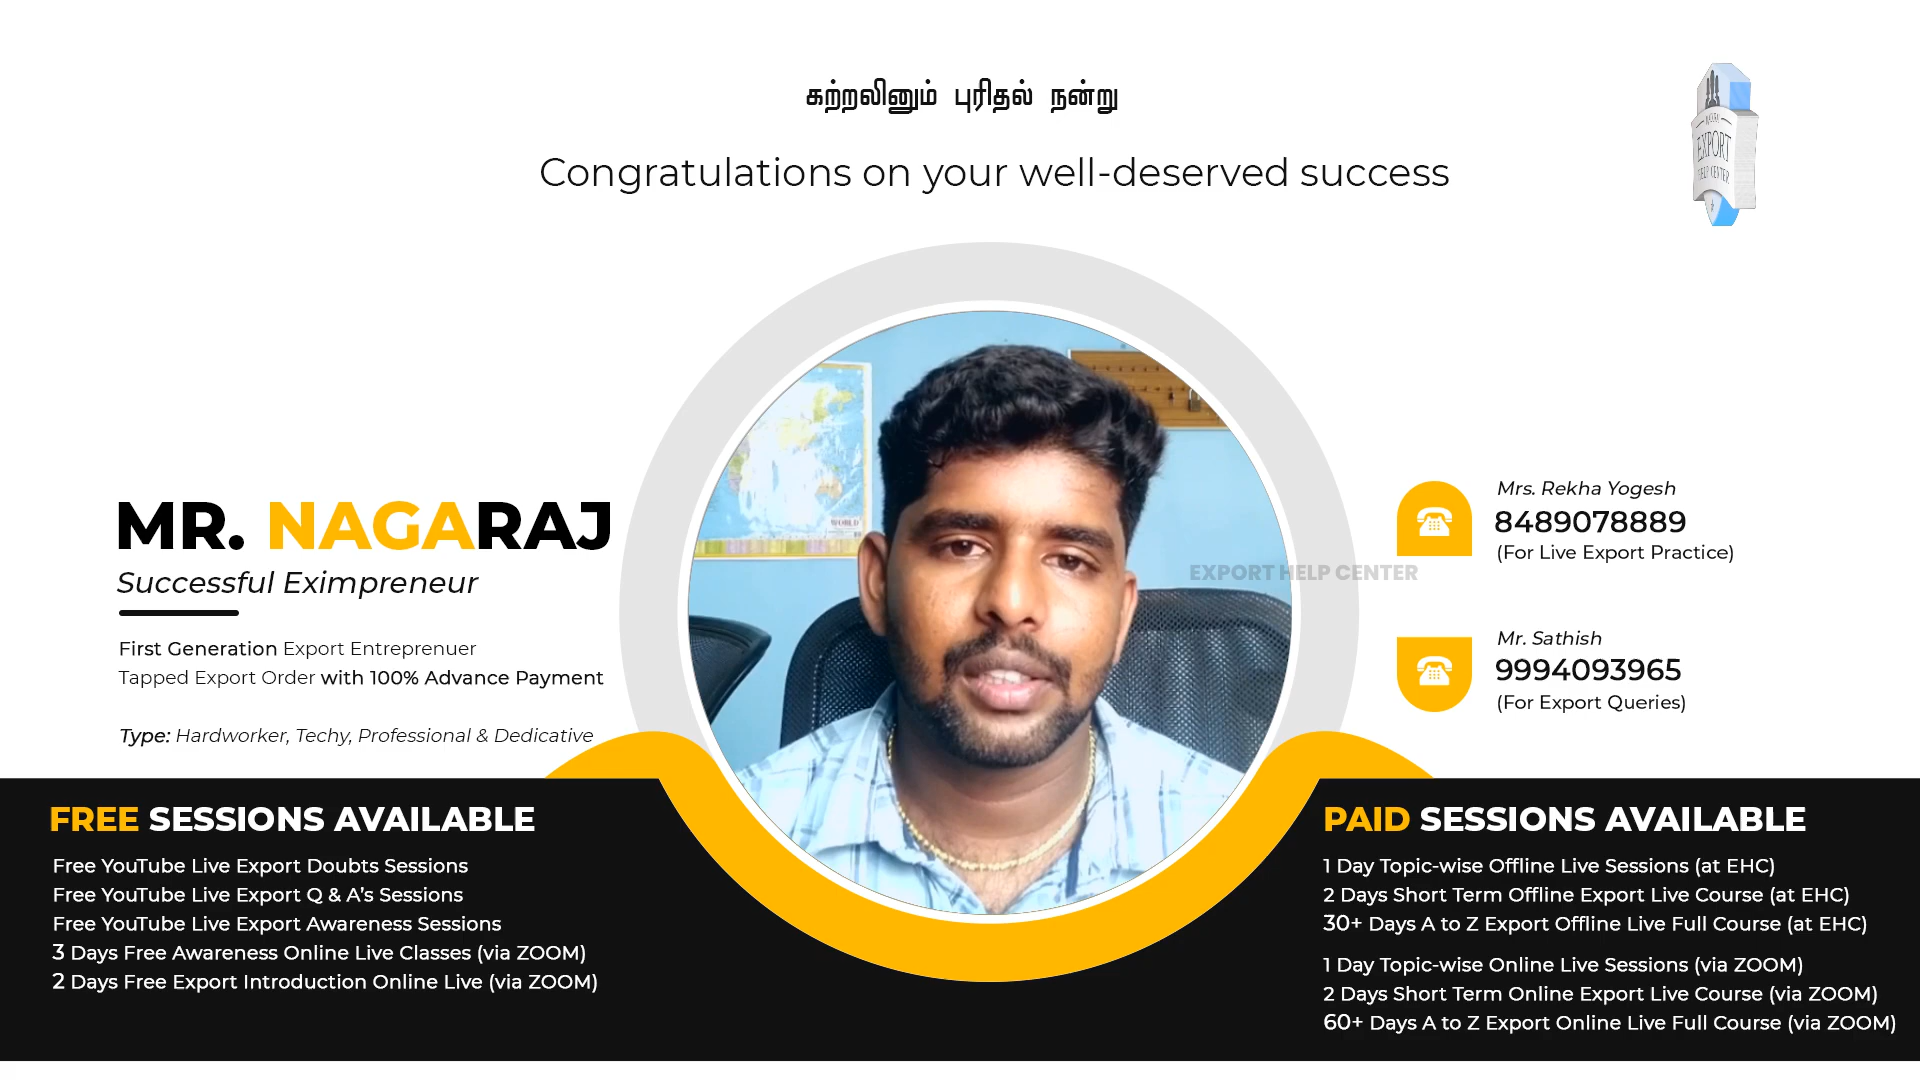 கற்றலினும் புரிதல் நன்று
Congratulations on your well-deserved success
EXPORT
HELP CENTER
MR. NAGARAJ
Successful Eximpreneur
First Generation Export Entreprenuer
Tapped Export Order with 100% Advance Payment
Type: Hardworker, Techy, Professional & Dedicative
WORLD
EXPORT HELP CENTER
Mrs. Rekha Yogesh
8489078889
(For Live Export Practice)
Mr. Sathish
9994093965
(For Export Queries)
FREE SESSIONS AVAILABLE
Free YouTube Live Export Doubts Sessions
Free YouTube Live Export Q & A's Sessions
Free YouTube Live Export Awareness Sessions
3 Days Free Awareness Online Live Classes (via ZOOM)
2 Days Free Export Introduction Online Live (via ZOOM)
PAID SESSIONS AVAILABLE
1 Day Topic-wise Offline Live Sessions (at EHC)
2 Days Short Term Offline Export Live Course (at EHC)
30+ Days A to Z Export Offline Live Full Course (at EHC)
1 Day Topic-wise Online Live Sessions (via ZOOM)
2 Days Short Term Online Export Live Course (via ZOOM)
60+ Days A to Z Export Online Live Full Course (via ZOOM)